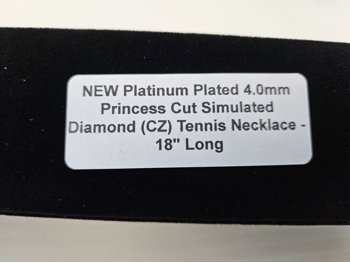 NEW Platinum Plated 4.0mm
Princess Cut Simulated
Diamond (CZ) Tennis Necklace -
18" Long